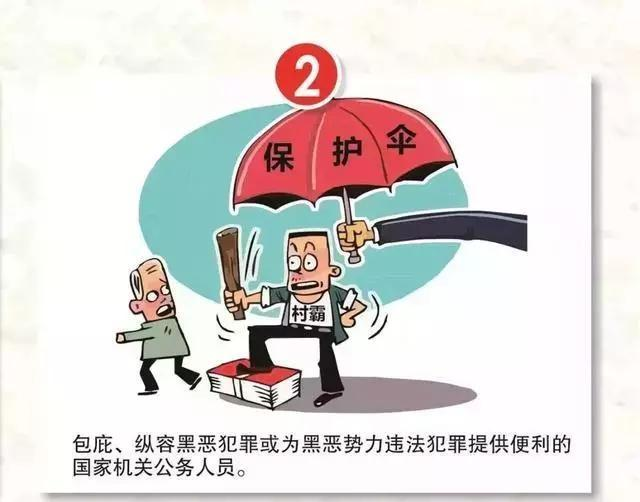 2
保护伞
村霸
包庇、纵容黑恶犯罪或为黑恶势力违法犯罪提供便利的
国家机关公务人员。